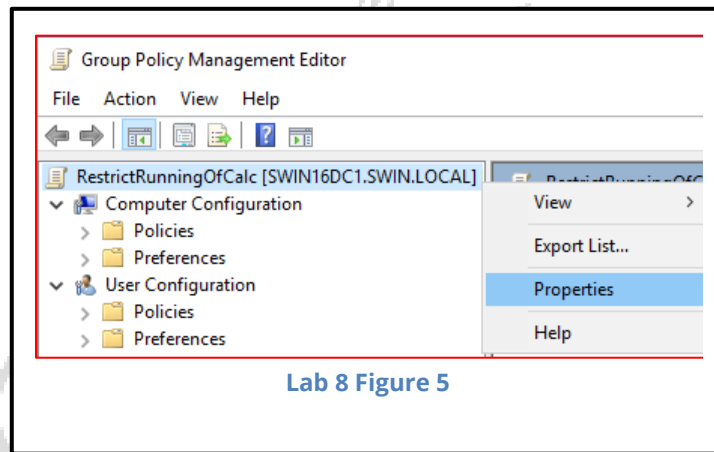 Group Policy Management Editor
File Action View Help
RestrictRunningOfCalc [SWIN16DC1.SWIN.LOCAL]
Computer Configuration
Policies
Preferences
User Configuration
Policies
Preferences
View
Export List...
Properties
Help
Lab 8 Figure 5